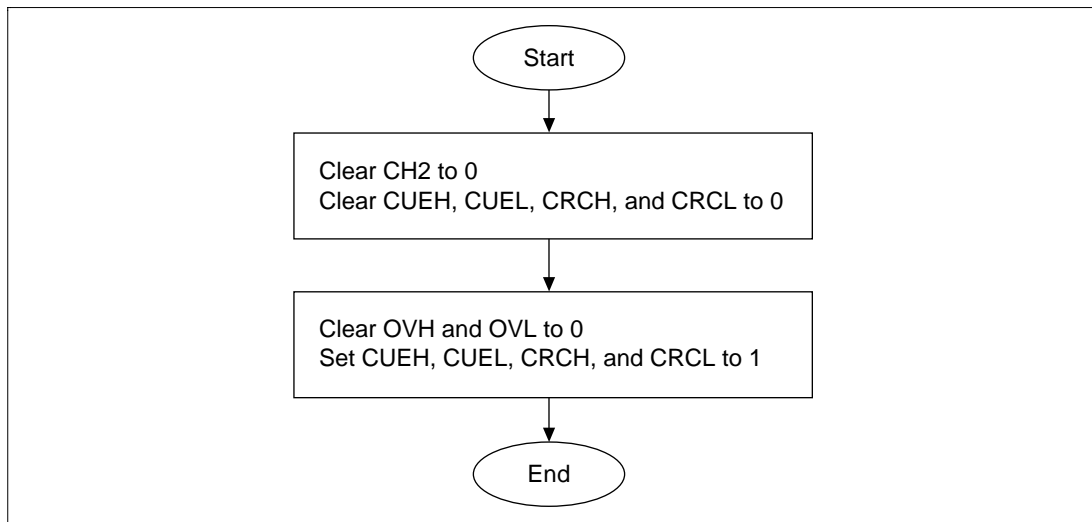 Start
Clear CH2 to 0
Clear CUEH, CUEL, CRCH, and CRCL to 0
Clear OVH and OVL to 0
Set CUEH, CUEL, CRCH, and CRCL to 1
End